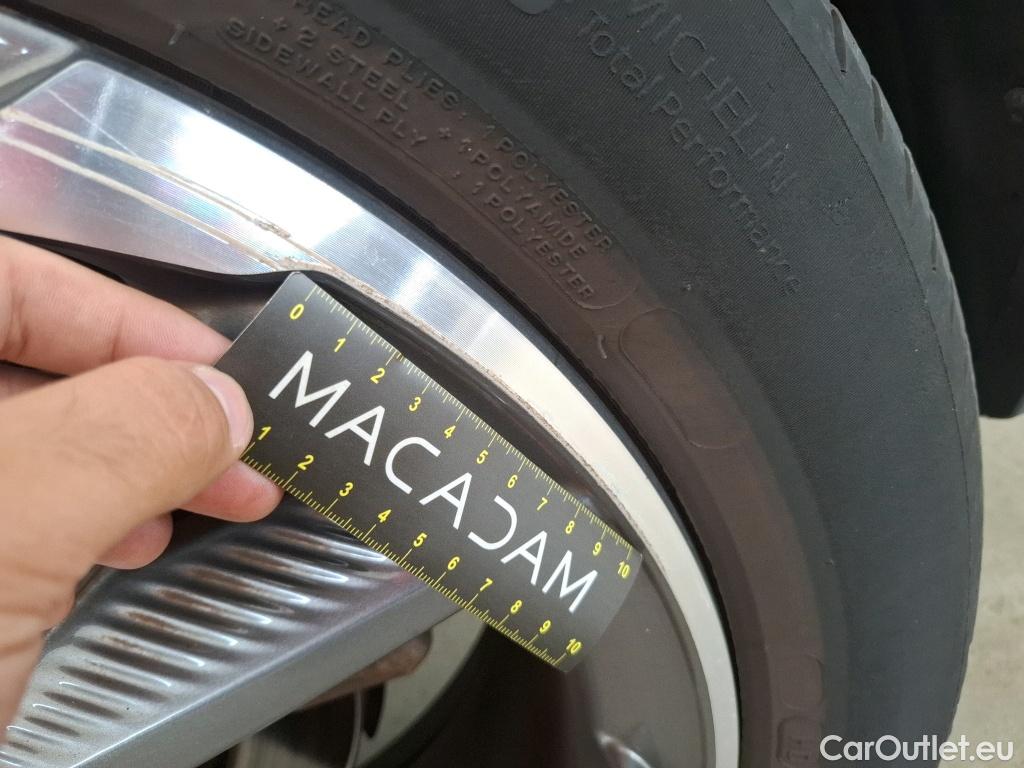 MICHELIN
Total Performance
TREAD PLIES: 1 POLYESTER
+ 2 STEEL + 1 POLYAMIDE
SIDEWALL PLY: 1 POLYESTER
0 1 2 3 4 5 6 7 8 9 10
MACADAM
1 2 3 4 5 6 7 8 9 10
CarOutlet.eu